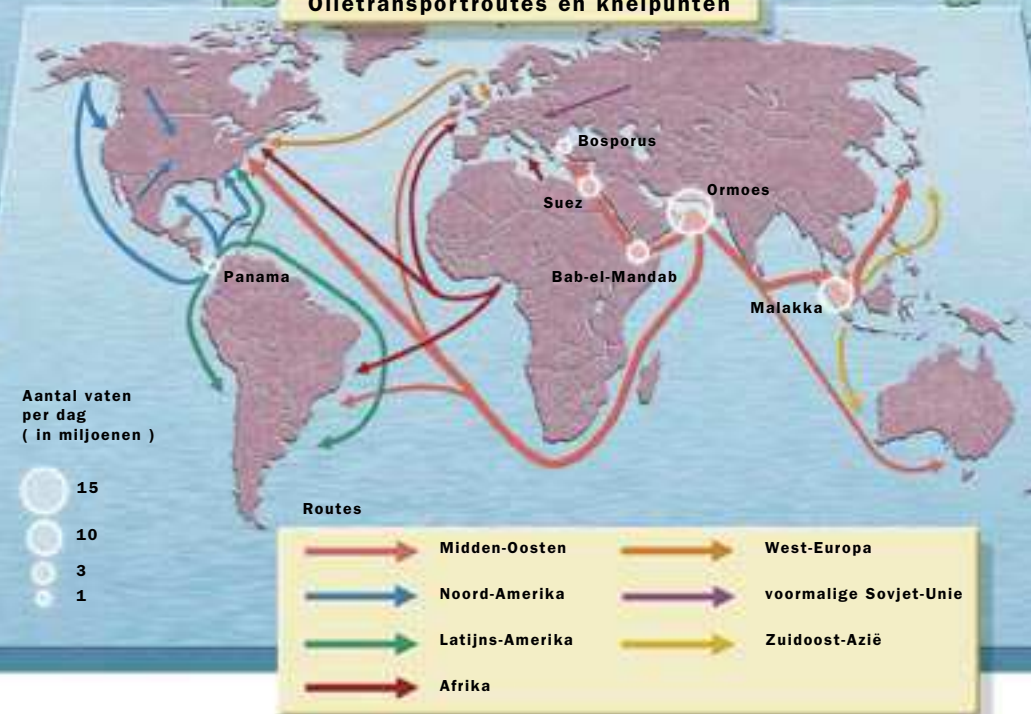 Olietransportroutes en knelpunten
Bosporus
Ormoes
Suez
Bab-el-Mandab
Panama
Malakka
Aantal vaten
per dag
( in miljoenen )
15
10
3
1
Routes
Midden-Oosten
West-Europa
Noord-Amerika
voormalige Sovjet-Unie
Latijns-Amerika
Zuidoost-Azië
Afrika